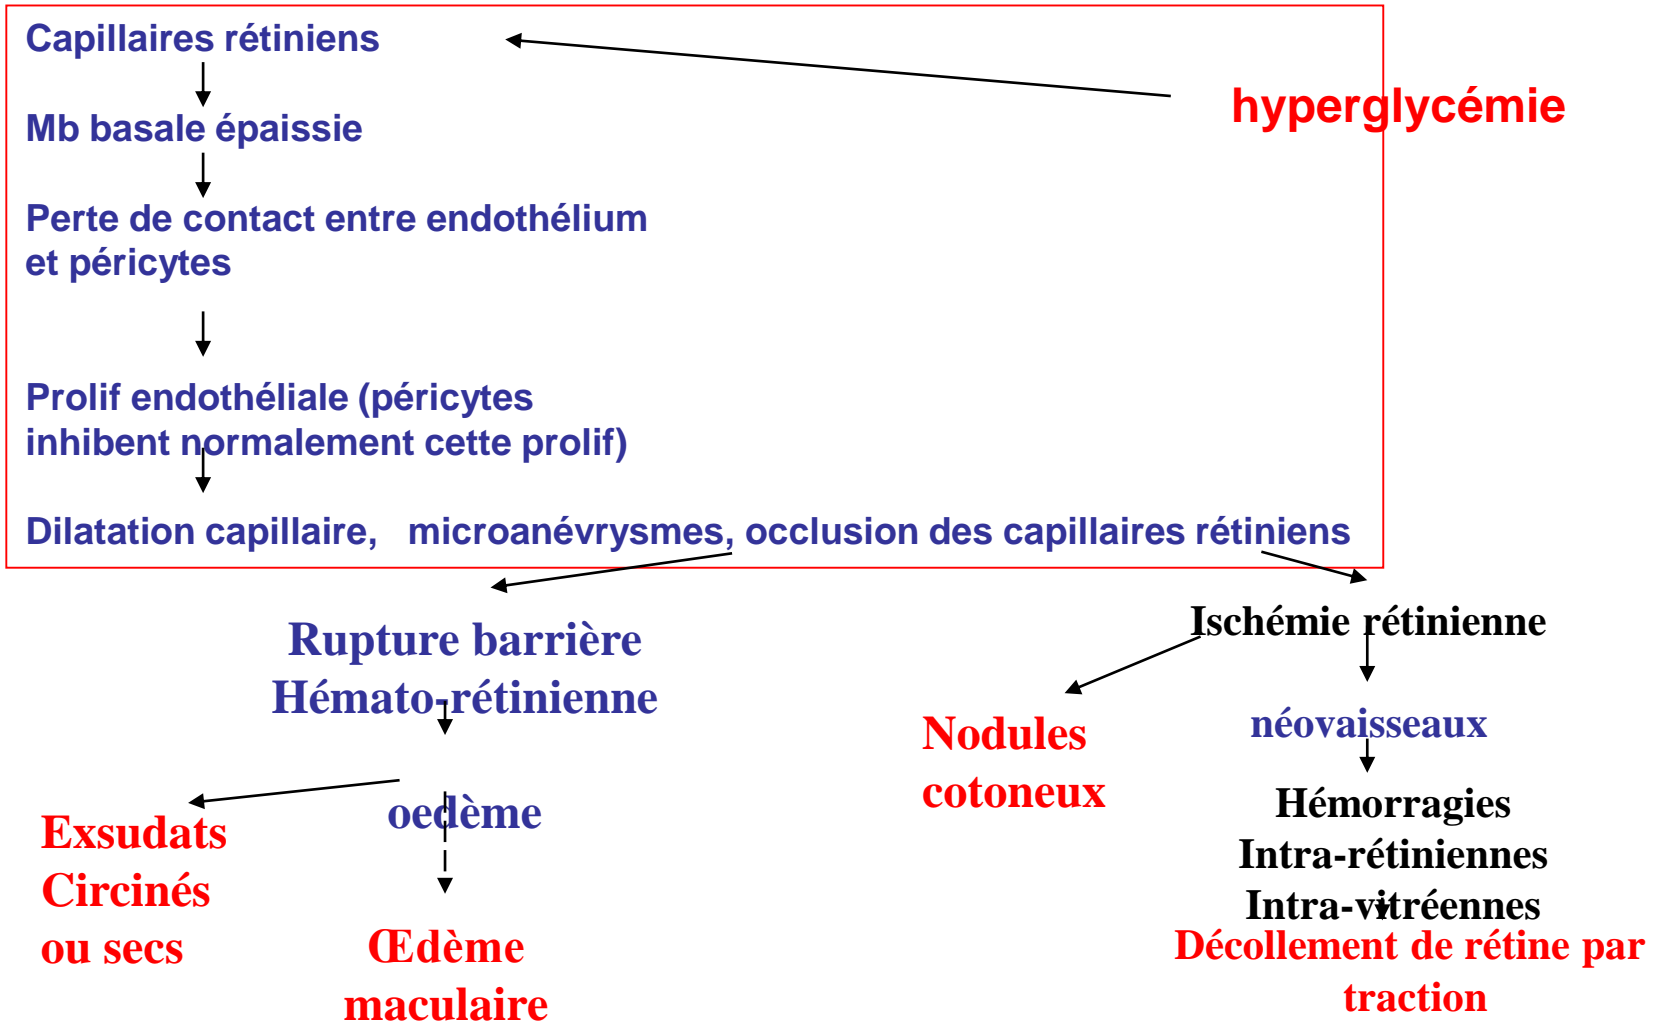 Capillaires rétiniens
hyperglycémie
Mb basale épaissie
Perte de contact entre endothélium
et péricytes
Prolif endothéliale (péricytes
inhibent normalement cette prolif)
Dilatation capillaire, microanévrysmes, occlusion des capillaires rétiniens
Rupture barrière
Hémato-rétinienne
oedème
Exsudats
Circinés
ou secs
Œdème
maculaire
Ischémie rétinienne
Nodules
cotoneux
néovaisseaux
Hémorragies
Intra-rétiniennes
Intra-vitréennes
Décollement de rétine par
traction